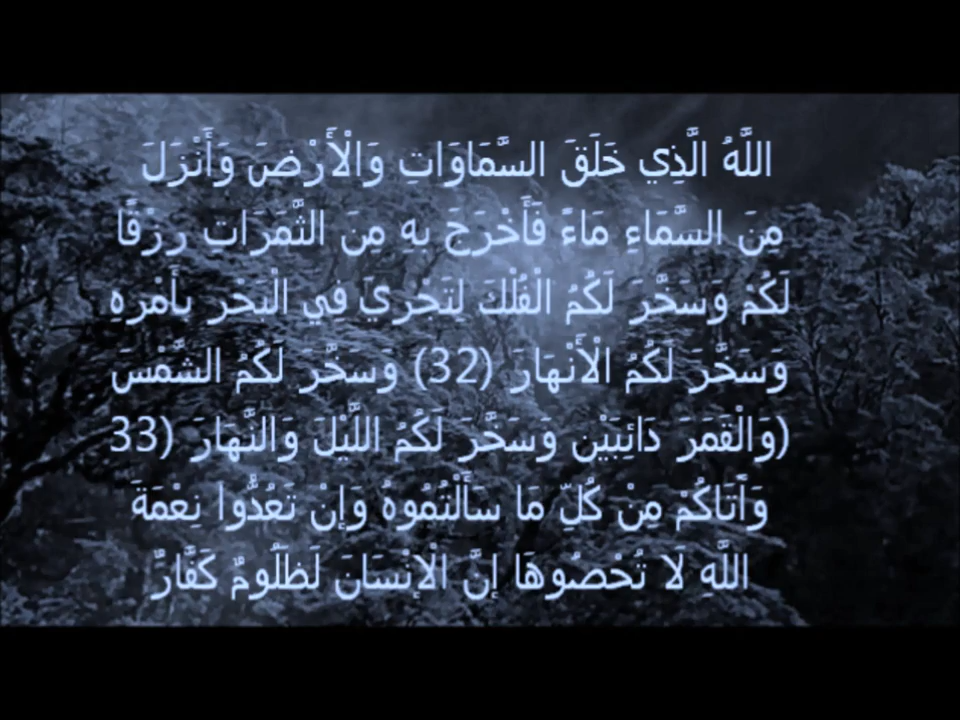 اللَّهُ الَّذِي خَلَقَ السَّمَاوَاتِ وَالْأَرْضَ وَأَنْزَلَ
مِنَ السَّمَاءِ مَاءً فَأَخْرَجَ بِهِ مِنَ الثَّمَرَاتِ رِزْقًا
لَكُمْ وَسَخَّرَ لَكُمُ الْفُلْكَ لِتَجْرِيَ فِي الْبَحْرِ بِأَمْرِهِ
وَسَخَّرَ لَكُمُ الْأَنْهَارَ (32) وَسَخَّرَ لَكُمُ الشَّمْسَ
(وَالْقَمَرَ دَائِبَيْنِ وَسَخَّرَ لَكُمُ اللَّيْلَ وَالنَّهَارَ (33
وَآَتَاكُمْ مِنْ كُلِّ مَا سَأَلْتُمُوهُ وَإِنْ تَعُدُّوا نِعْمَةَ
اللَّهِ لَا تُحْصُوهَا إِنَّ الْإِنْسَانَ لَظَلُومٌ كَفَّارٌ